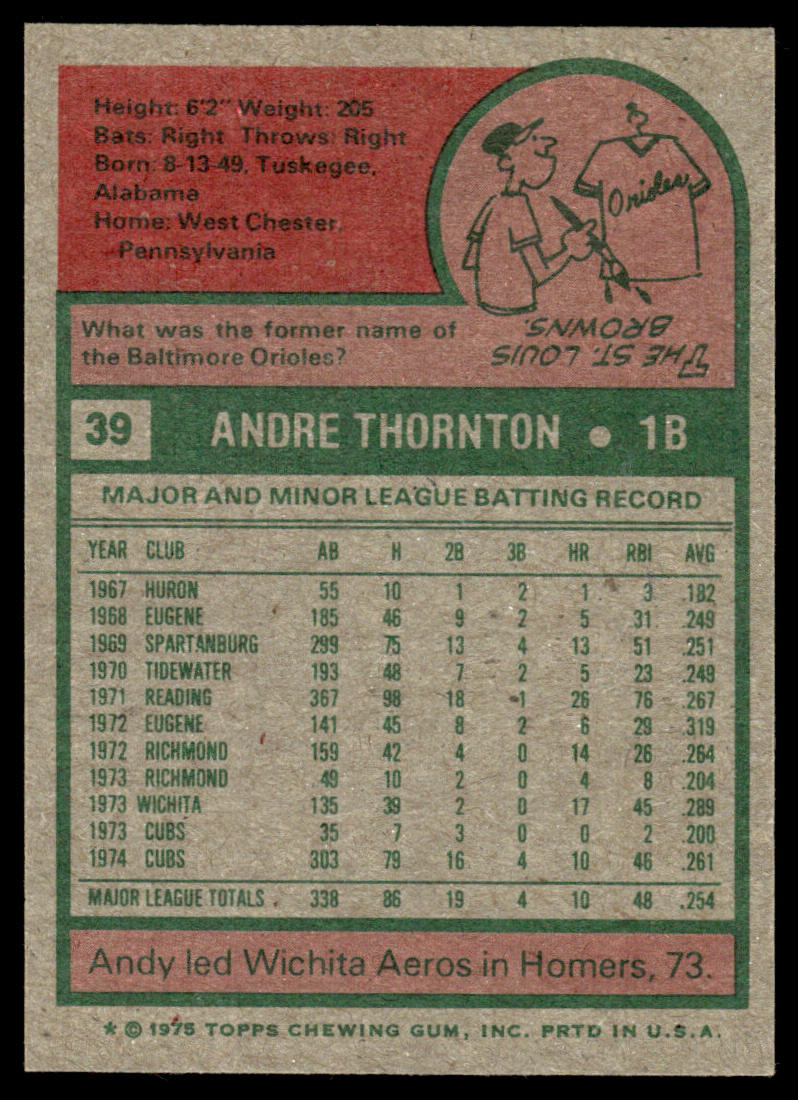 Height: 6'2" Weight: 205
Bats: Right Throws: Right
Born: 8-13-49, Tuskegee,
Alabama
Home: West Chester,
Pennsylvania
Orioles
What was the former name of
the Baltimore Orioles?
THE ST. LOUIS
BROWNS.
39 ANDRE THORNTON • 1B
MAJOR AND MINOR LEAGUE BATTING RECORD
YEAR CLUB AB H 2B 3B HR RBI AVG
1967 HURON 55 10 1 2 1 3 .182
1968 EUGENE 185 46 9 2 5 31 .249
1969 SPARTANBURG 299 75 13 4 13 51 .251
1970 TIDEWATER 193 48 7 2 5 23 .249
1971 READING 367 98 18 1 26 76 .267
1972 EUGENE 141 45 8 2 6 29 .319
1972 RICHMOND 159 42 4 0 14 26 .264
1973 RICHMOND 49 10 2 0 4 8 .204
1973 WICHITA 135 39 2 0 17 45 .289
1973 CUBS 35 7 3 0 0 2 .200
1974 CUBS 303 79 16 4 10 46 .261
MAJOR LEAGUE TOTALS . 338 86 19 4 10 48 .254
Andy led Wichita Aeros in Homers, 73.
* © 1975 TOPPS CHEWING GUM, INC. PRTD IN U.S.A.